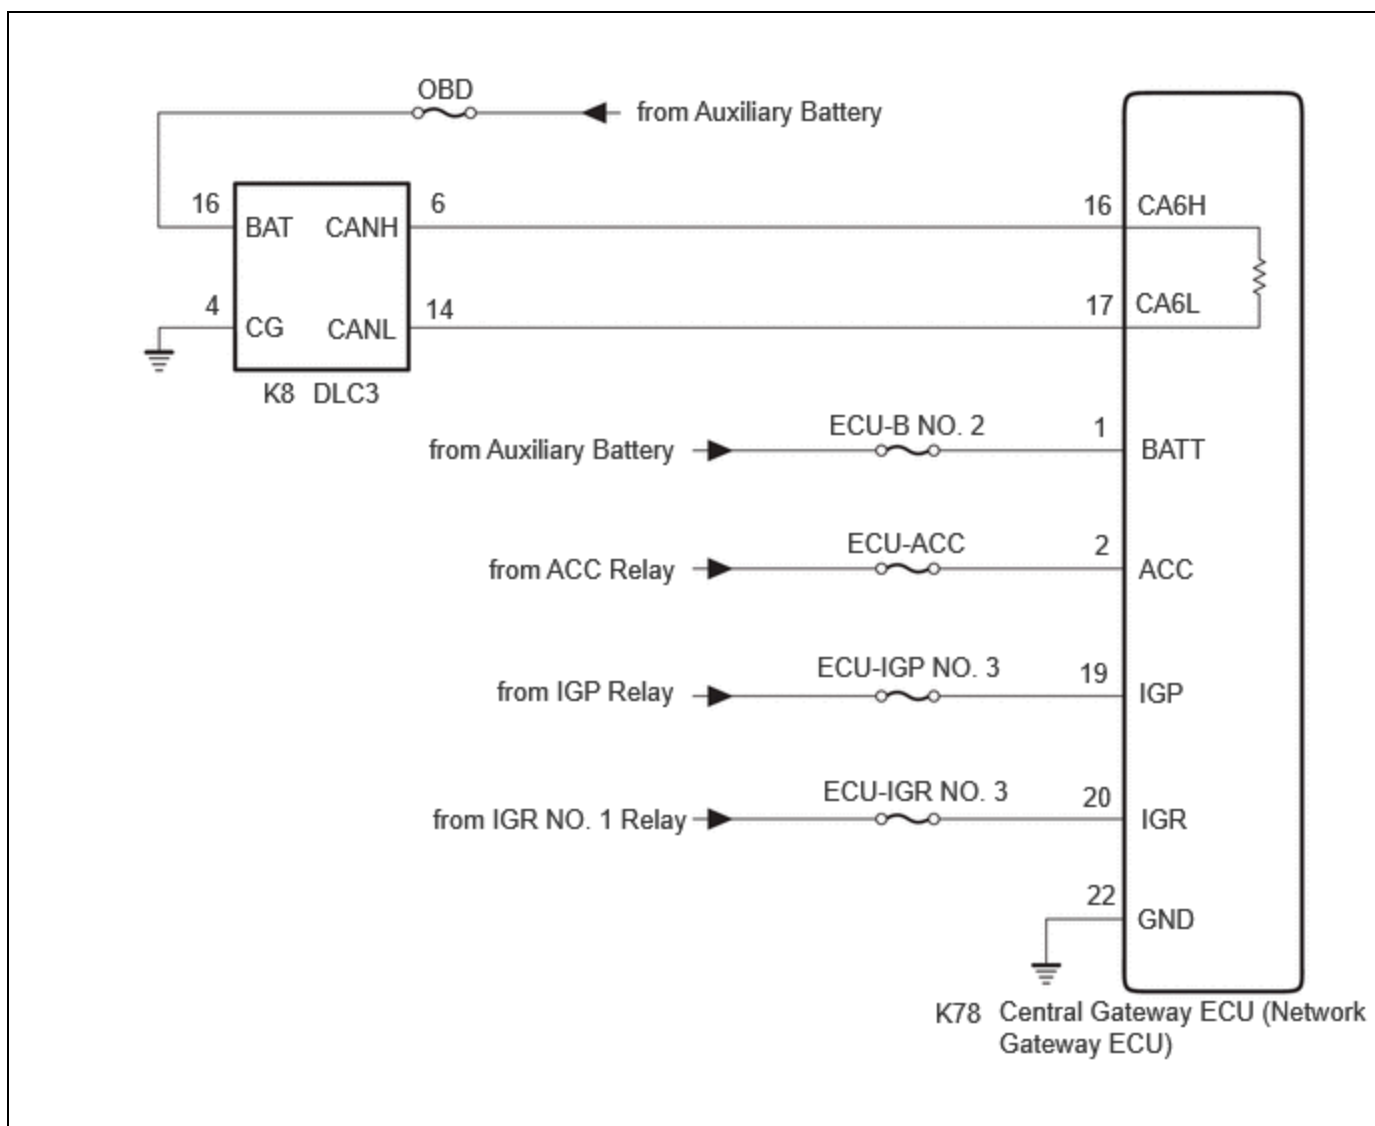 OBD
from Auxiliary Battery
16 BAT CANH 6
16 CA6H
4 CG CANL 14
17 CA6L
K8 DLC3
from Auxiliary Battery ECU-B NO. 2 1 BATT
from ACC Relay ECU-ACC 2 ACC
from IGP Relay ECU-IGP NO. 3 19 IGP
from IGR NO. 1 Relay ECU-IGR NO. 3 20 IGR
22 GND
K78 Central Gateway ECU (Network
Gateway ECU)